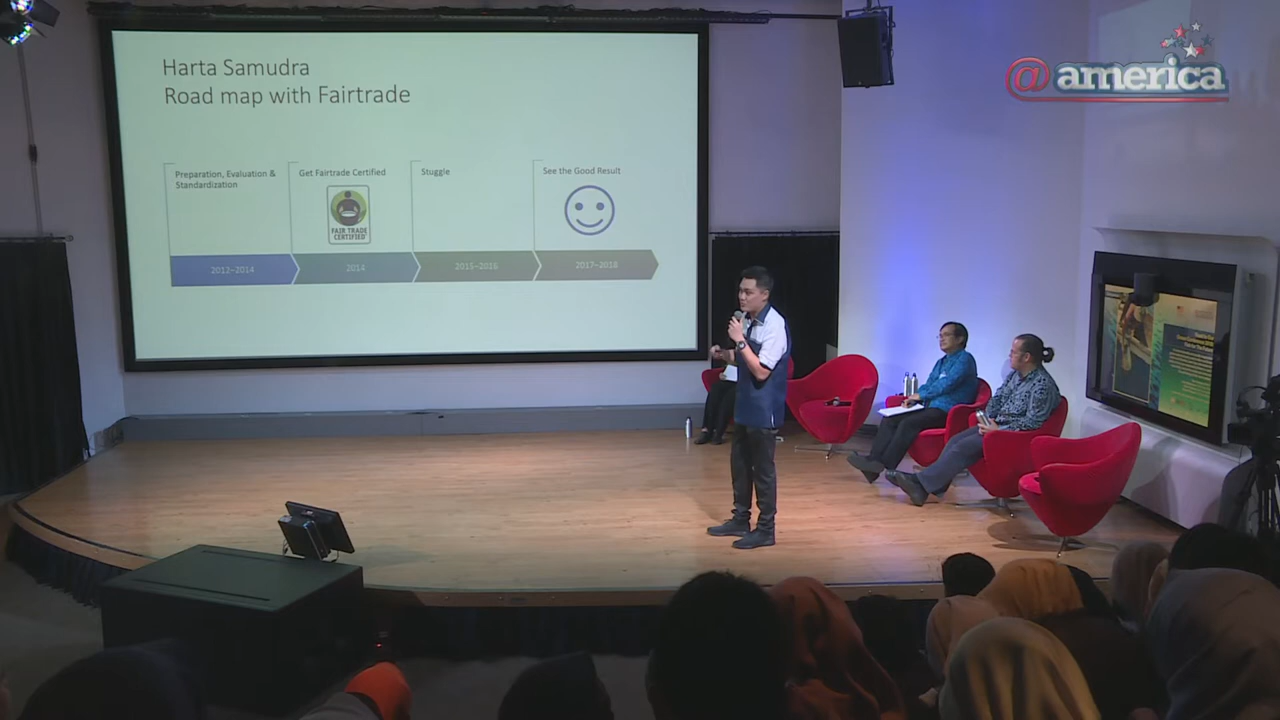 Harta Samudra
Road map with Fairtrade
Preparation, Evaluation &
Standardization
Get Fairtrade Certified
FAIR TRADE
CERTIFIED
Stuggle
See the Good Result
2012–2014
2014
2015–2016
2017–2018
@america